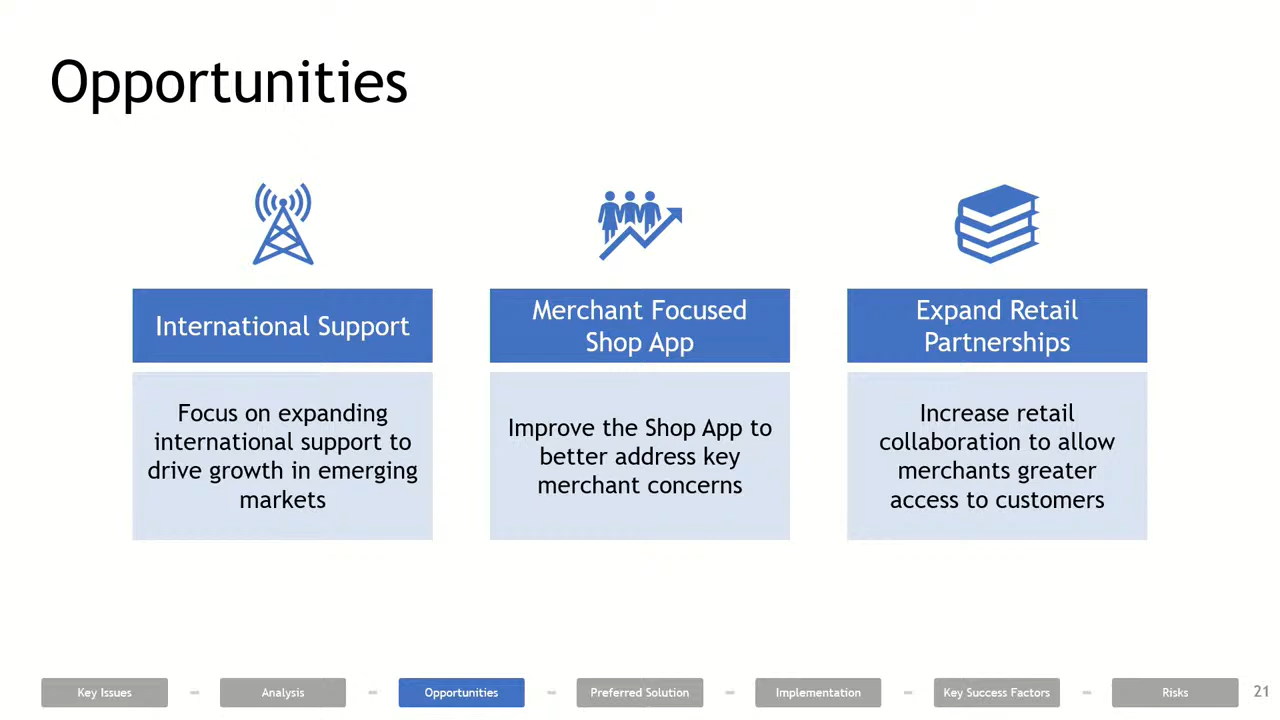 Opportunities
International Support
Merchant Focused
Shop App
Expand Retail
Partnerships
Focus on expanding
international support to
drive growth in emerging
markets
Improve the Shop App to
better address key
merchant concerns
Increase retail
collaboration to allow
merchants greater
access to customers
Key Issues
Analysis
Opportunities
Preferred Solution
Implementation
Key Success Factors
Risks
21